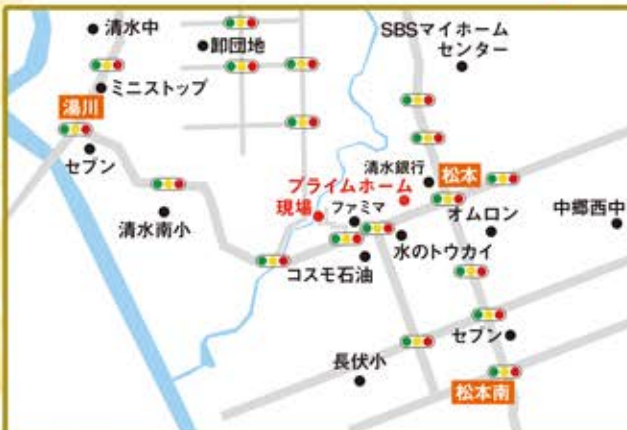 清水中
卸団地
SBSマイホーム
センター
ミニストップ
湯川
セブン
清水銀行
松本
プライムホーム
現場
ファミマ
オムロン
中郷西中
清水南小
水のトウカイ
コスモ石油
セブン
長伏小
松本南